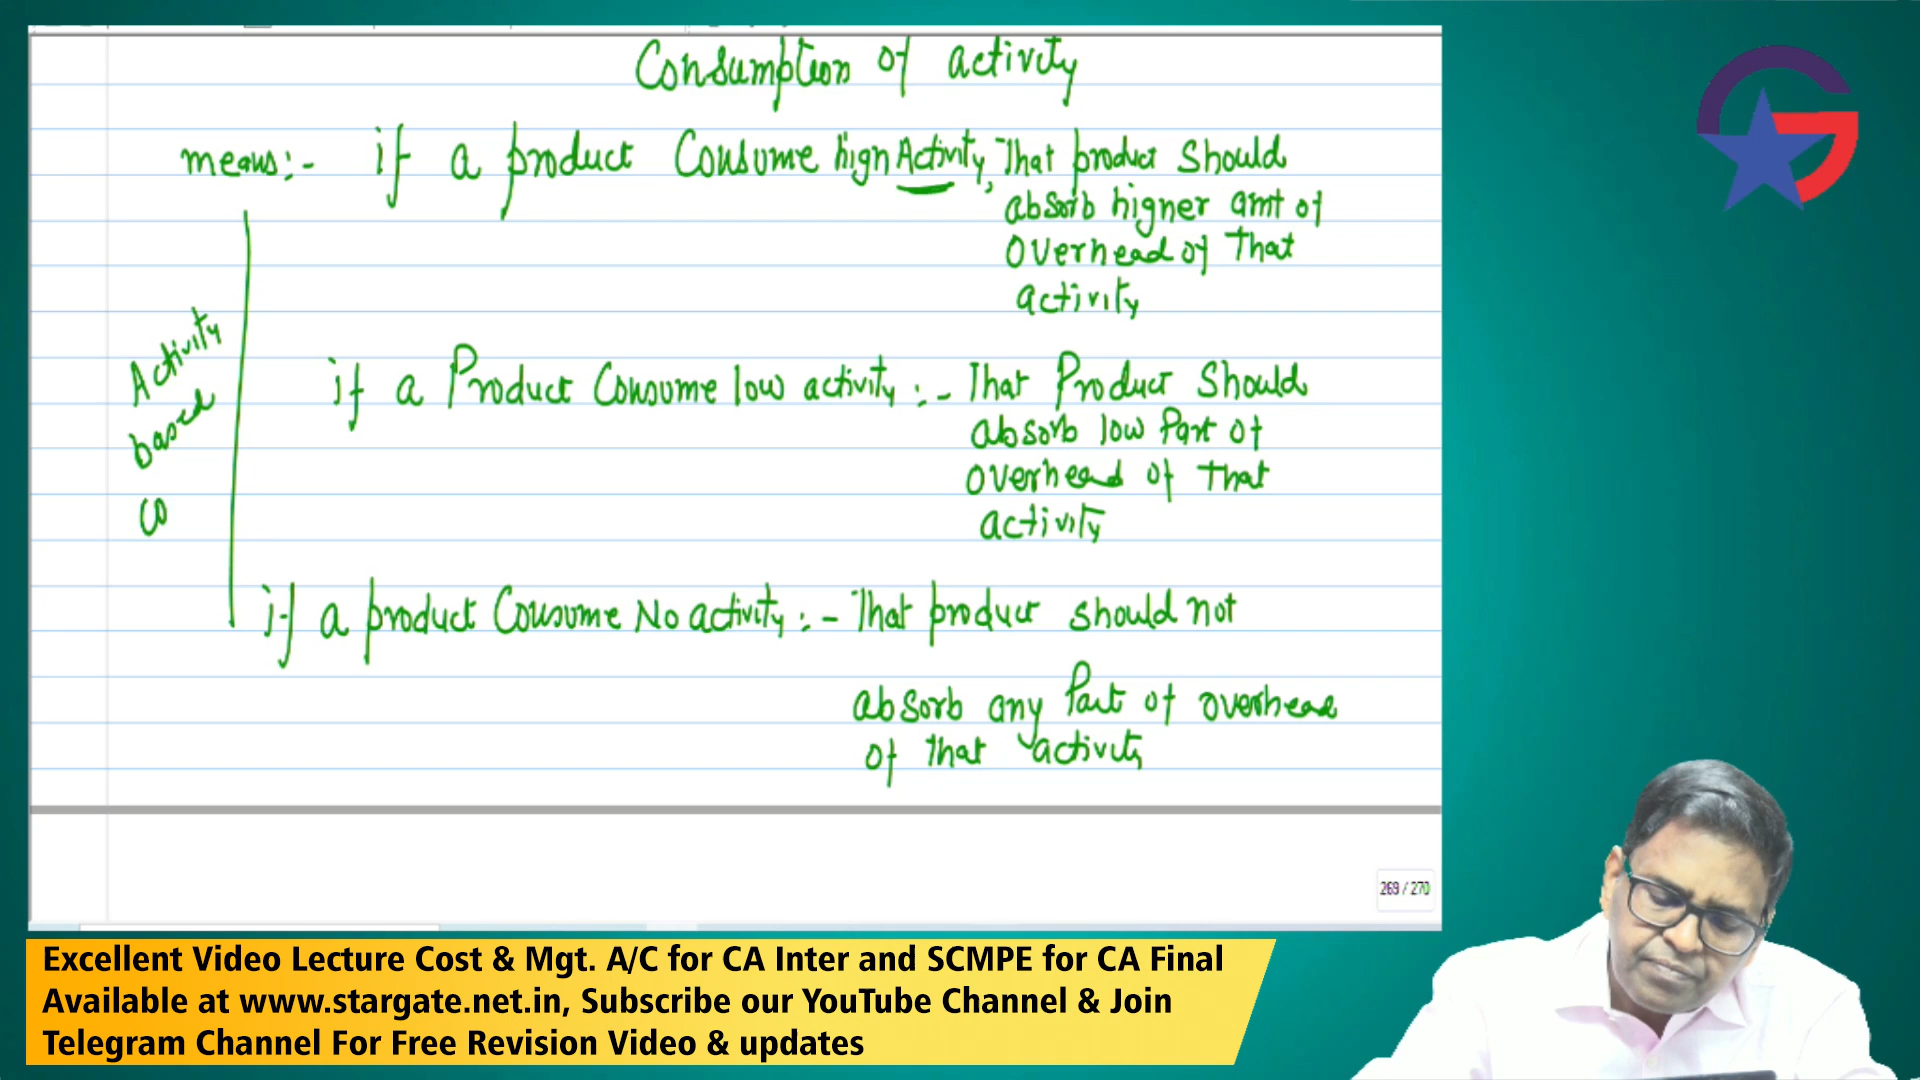 Consumption of activity
means:- if a product Consume hign Activity, That product Should
absorb higner amt of
overhead of That
activity
Activity
based
co
if a Product Consume low activity :- That Product Should
absorb low Part of
overhead of That
activity
if a product Consume No activity :- That product should not
absorb any Part of overhead
of That activity
269 / 270
Excellent Video Lecture Cost & Mgt. A/C for CA Inter and SCMPE for CA Final
Available at www.stargate.net.in, Subscribe our YouTube Channel & Join
Telegram Channel For Free Revision Video & updates